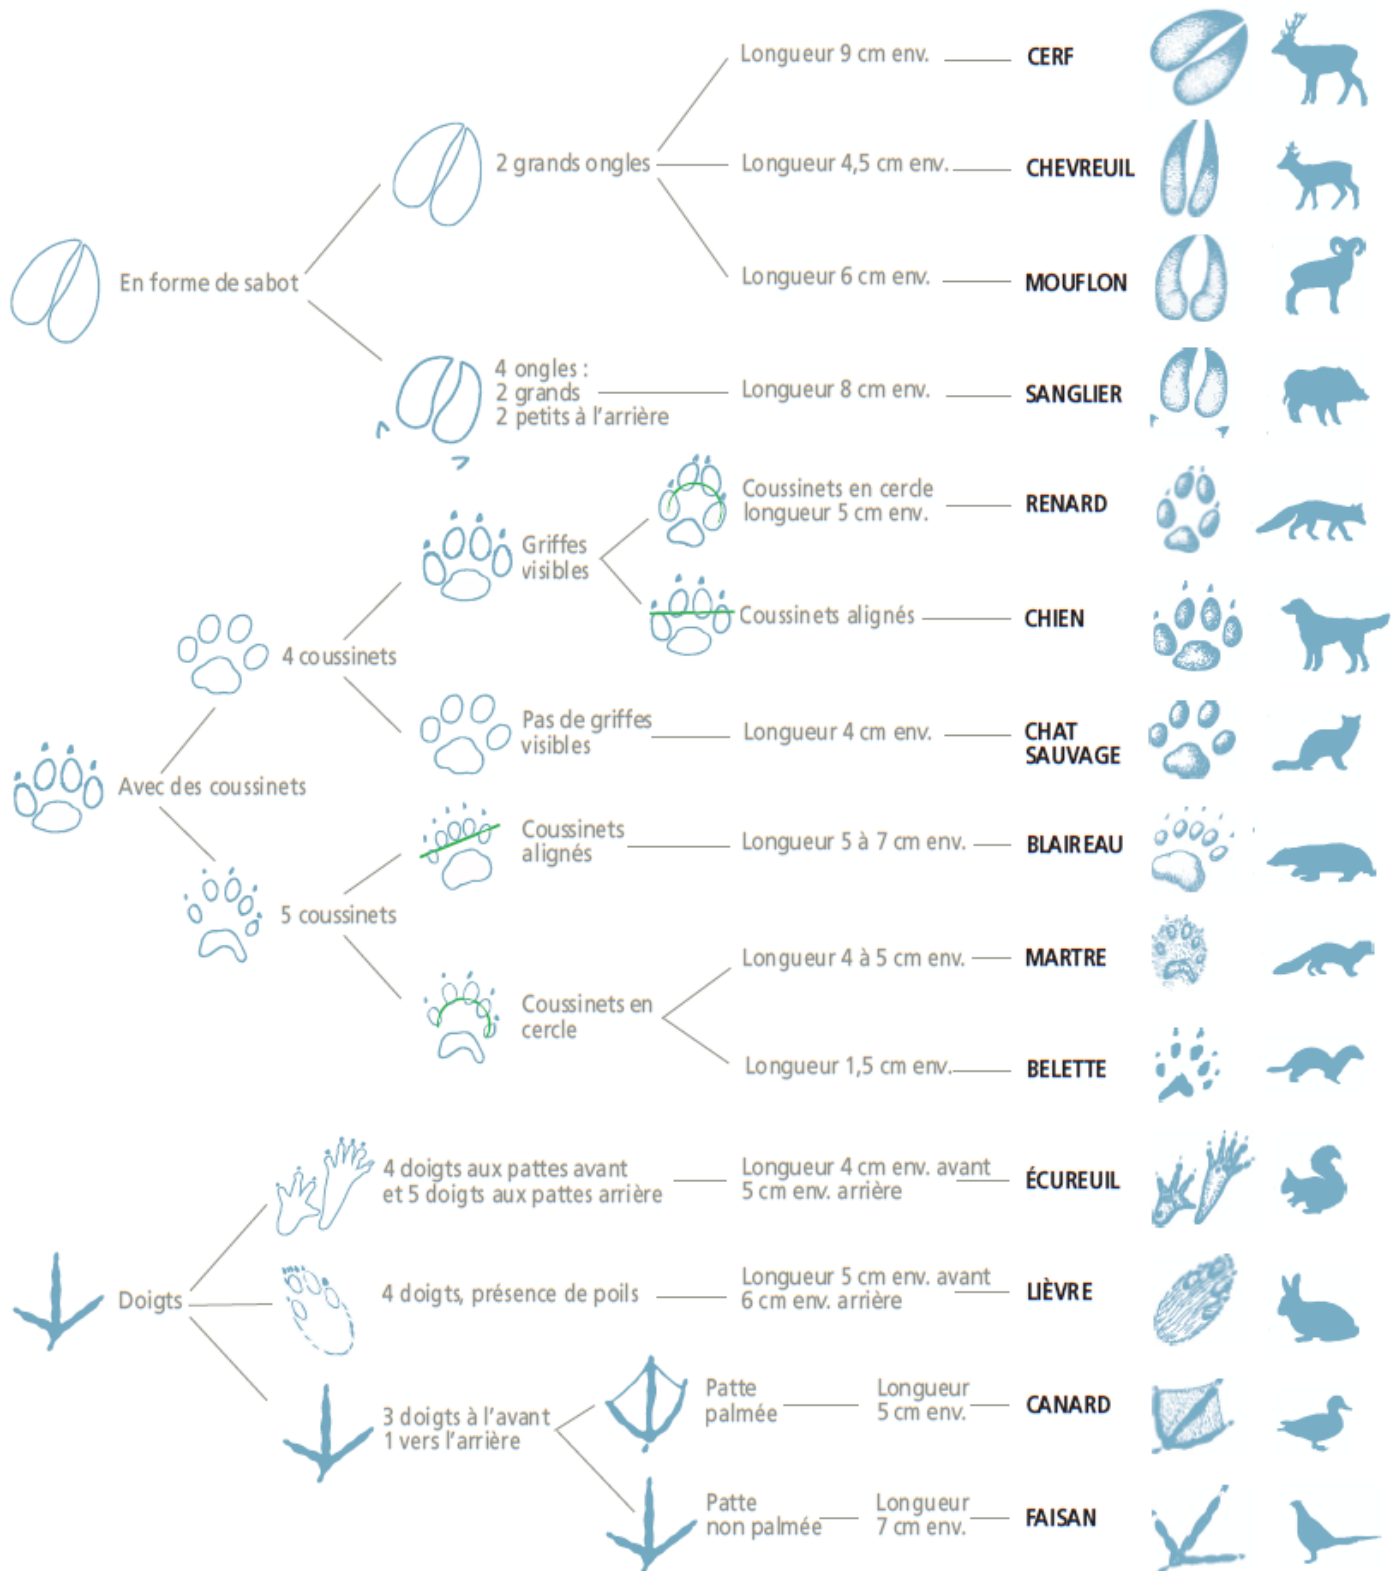 Longueur 9 cm env.
CERF
2 grands ongles
Longueur 4,5 cm env.
CHEVREUIL
En forme de sabot
Longueur 6 cm env.
MOUFLON
4 ongles :
2 grands
2 petits à l'arrière
Longueur 8 cm env.
SANGLIER
Coussinets en cercle
longueur 5 cm env.
RENARD
Griffes
visibles
Coussinets alignés
CHIEN
4 coussinets
Pas de griffes
visibles
Longueur 4 cm env.
CHAT
SAUVAGE
Avec des coussinets
Coussinets
alignés
Longueur 5 à 7 cm env.
BLAIREAU
5 coussinets
Longueur 4 à 5 cm env.
MARTRE
Coussinets en
cercle
Longueur 1,5 cm env.
BELETTE
4 doigts aux pattes avant
et 5 doigts aux pattes arrière
Longueur 4 cm env. avant
5 cm env. arrière
ÉCUREUIL
Doigts
4 doigts, présence de poils
Longueur 5 cm env. avant
6 cm env. arrière
LIÈVRE
3 doigts à l'avant
1 vers l'arrière
Patte
palmée
Longueur
5 cm env.
CANARD
Patte
non palmée
Longueur
7 cm env.
FAISAN